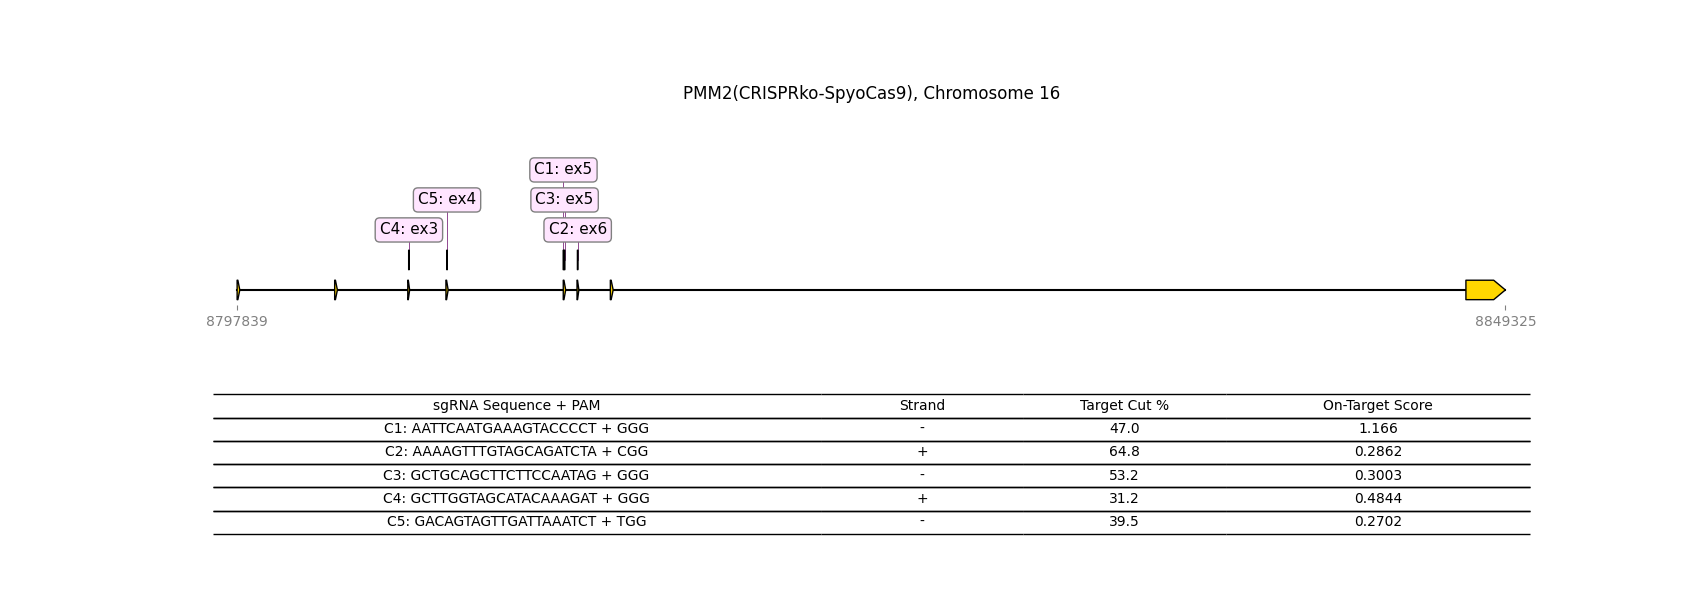 PMM2(CRISPRko-SpyoCas9), Chromosome 16
C1: ex5
C5: ex4
C3: ex5
C4: ex3
C2: ex6
8797839
8849325
sgRNA Sequence + PAM Strand Target Cut % On-Target Score
C1: AATTCAATGAAAGTACCCCT + GGG - 47.0 1.166
C2: AAAAGTTTGTAGCAGATCTA + CGG + 64.8 0.2862
C3: GCTGCAGCTTCTTCCAATAG + GGG - 53.2 0.3003
C4: GCTTGGTAGCATACAAAGAT + GGG + 31.2 0.4844
C5: GACAGTAGTTGATTAAATCT + TGG - 39.5 0.2702